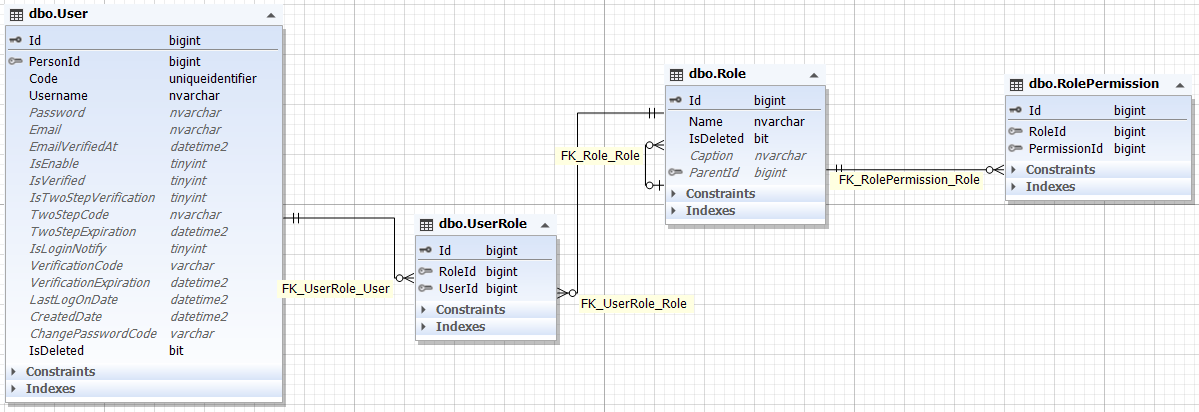 dbo.User
Id bigint
PersonId bigint
Code uniqueidentifier
Username nvarchar
Password nvarchar
Email nvarchar
EmailVerifiedAt datetime2
IsEnable tinyint
IsVerified tinyint
IsTwoStepVerification tinyint
TwoStepCode nvarchar
TwoStepExpiration datetime2
IsLoginNotify tinyint
VerificationCode varchar
VerificationExpiration datetime2
LastLogOnDate datetime2
CreatedDate datetime2
ChangePasswordCode varchar
IsDeleted bit
Constraints
Indexes
FK_UserRole_User
dbo.UserRole
Id bigint
RoleId bigint
UserId bigint
Constraints
Indexes
FK_UserRole_Role
FK_Role_Role
dbo.Role
Id bigint
Name nvarchar
IsDeleted bit
Caption nvarchar
ParentId bigint
Constraints
Indexes
FK_RolePermission_Role
dbo.RolePermission
Id bigint
RoleId bigint
PermissionId bigint
Constraints
Indexes